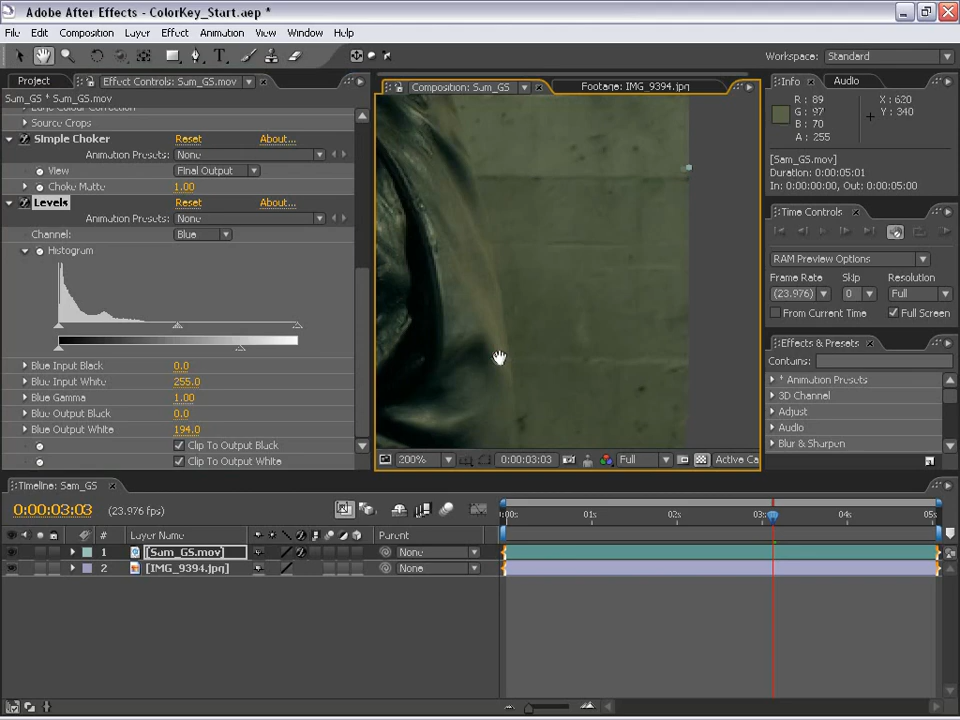 Adobe After Effects - ColorKey_Start.aep *
File Edit Composition Layer Effect Animation View Window Help
Workspace: Standard
Project Effect Controls: Sam_GS.mov
Composition: Sam_GS Footage: IMG_9394.jpg
Info Audio
Sam_GS * Sam_GS.mov
Edge Colour Correction
Source Crops
Simple Choker Reset About...
Animation Presets: None
View Final Output
Choke Matte 1.00
Levels Reset About...
Animation Presets: None
Channel: Blue
Histogram
Blue Input Black 0.0
Blue Input White 255.0
Blue Gamma 1.00
Blue Output Black 0.0
Blue Output White 194.0
Clip To Output Black
Clip To Output White
200% 0:00:03:03 Full Active Ca
R: 89 X: 620
G: 97 Y: 340
B: 70
A: 255
[Sam_GS.mov]
Duration: 0:00:05:01
In: 0:00:00:00, Out: 0:00:05:00
Time Controls
RAM Preview Options
Frame Rate Skip Resolution
(23.976) 0 Full
From Current Time Full Screen
Effects & Presets
Contains:
* Animation Presets
3D Channel
Adjust
Audio
Blur & Sharpen
Timeline: Sam_GS
0:00:03:03 (23.976 fps)
:00s 01s 02s 03s 04s 05s
# Layer Name Parent
1 [Sam_GS.mov] None
2 [IMG_9394.jpg] None